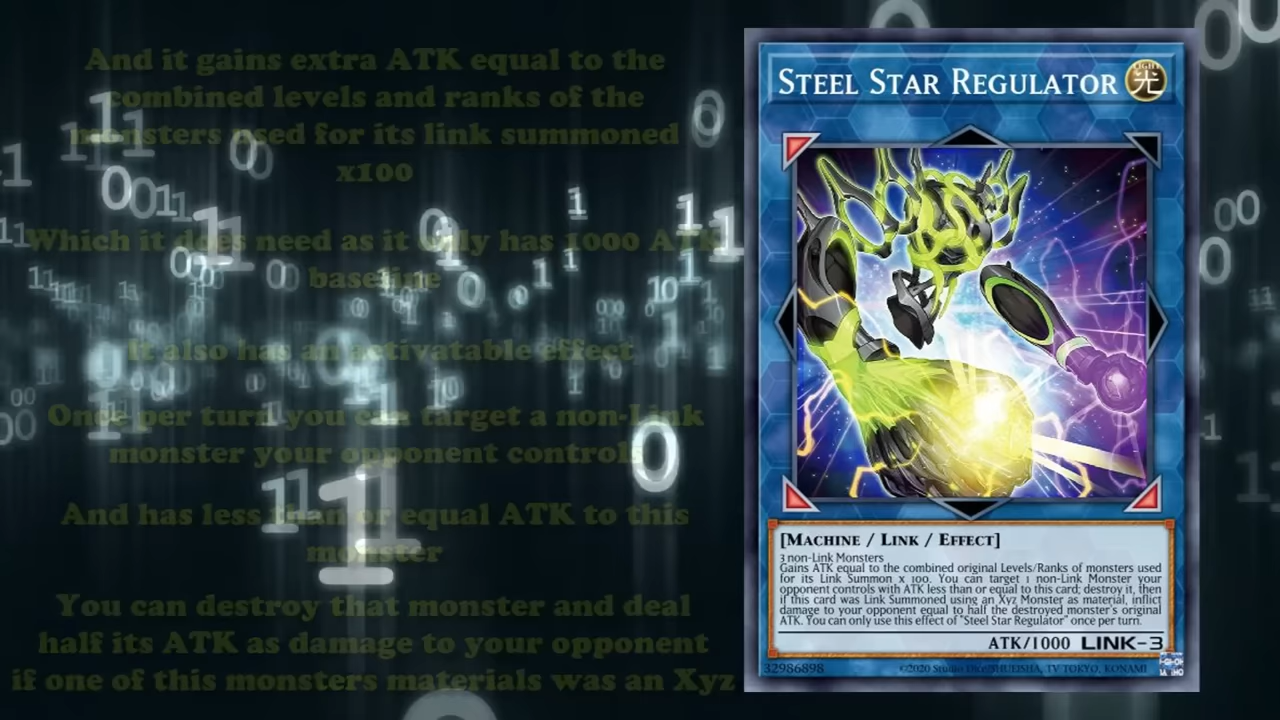 And it gains extra ATK equal to the
combined levels and ranks of the
monsters used for its link summoned
x100
Which it does need as it only has 1000 ATK
baseline
It also has an activatable effect
Once per turn you can target a non-Link
monster your opponent controls
And has less than or equal ATK to this
monster
You can destroy that monster and deal
half its ATK as damage to your opponent
if one of this monsters materials was an Xyz
STEEL STAR REGULATOR
LIGHT
光
[MACHINE / LINK / EFFECT]
3 non-Link Monsters
Gains ATK equal to the combined original Levels/Ranks of monsters used
for its Link Summon x 100. You can target 1 non-Link Monster your
opponent controls with ATK less than or equal to this card; destroy it, then
if this card was Link Summoned using an Xyz Monster as material, inflict
damage to your opponent equal to half the destroyed monster's original
ATK. You can only use this effect of "Steel Star Regulator" once per turn.
ATK/1000 LINK-3
32986898 ©2020 Studio Dice/SHUEISHA, TV TOKYO, KONAMI